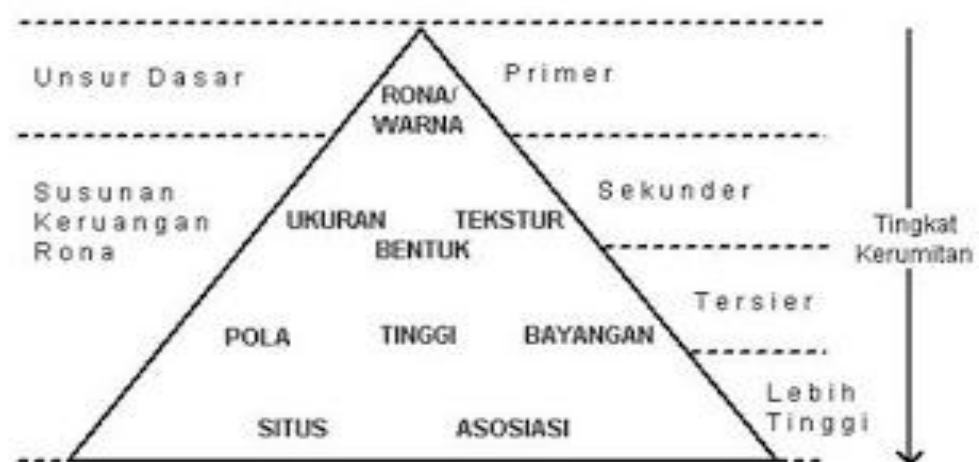 Unsur Dasar
Primer
RONA/
WARNA
Susunan
Keruangan
Rona
Sekunder
UKURAN
TEKSTUR
BENTUK
Tingkat
Kerumitan
Tersier
POLA
TINGGI
BAYANGAN
Lebih
Tinggi
SITUS
ASOSIASI